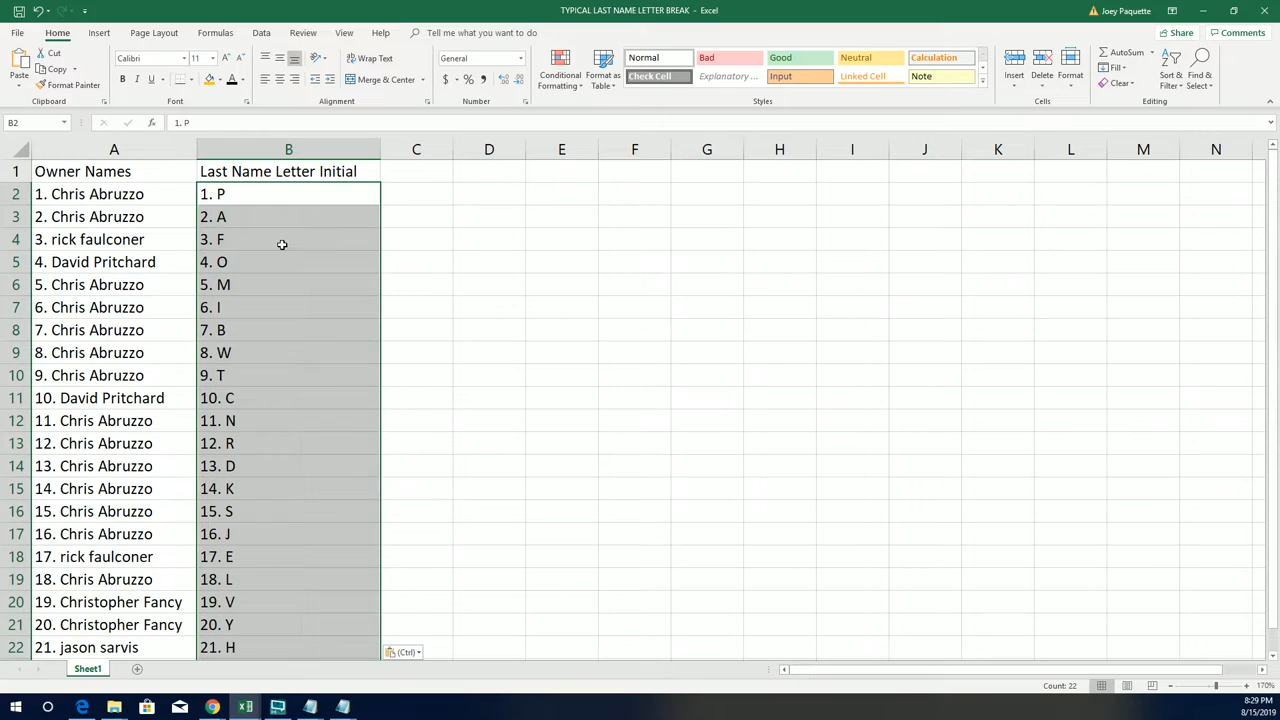 TYPICAL LAST NAME LETTER BREAK - Excel
Joey Paquette
File Home Insert Page Layout Formulas Data Review View Help Tell me what you want to do Share Comments
Paste
Cut
Copy
Format Painter
Clipboard
Calibri 11
B I U
Font
Wrap Text
Merge & Center
Alignment
General
$ % ,
Number
Conditional Formatting
Format as Table
Normal Bad Good Neutral Calculation
Check Cell Explanatory ... Input Linked Cell Note
Styles
Insert Delete Format
Cells
AutoSum
Fill
Clear
Sort & Filter
Find & Select
Editing
B2 fx 1. P
A B C D E F G H I J K L M N
1 Owner Names Last Name Letter Initial
2 1. Chris Abruzzo 1. P
3 2. Chris Abruzzo 2. A
4 3. rick faulconer 3. F
5 4. David Pritchard 4. O
6 5. Chris Abruzzo 5. M
7 6. Chris Abruzzo 6. I
8 7. Chris Abruzzo 7. B
9 8. Chris Abruzzo 8. W
10 9. Chris Abruzzo 9. T
11 10. David Pritchard 10. C
12 11. Chris Abruzzo 11. N
13 12. Chris Abruzzo 12. R
14 13. Chris Abruzzo 13. D
15 14. Chris Abruzzo 14. K
16 15. Chris Abruzzo 15. S
17 16. Chris Abruzzo 16. J
18 17. rick faulconer 17. E
19 18. Chris Abruzzo 18. L
20 19. Christopher Fancy 19. V
21 20. Christopher Fancy 20. Y
22 21. jason sarvis 21. H
(Ctrl)
Sheet1
Count: 22 170%
8:29 PM
8/15/2019